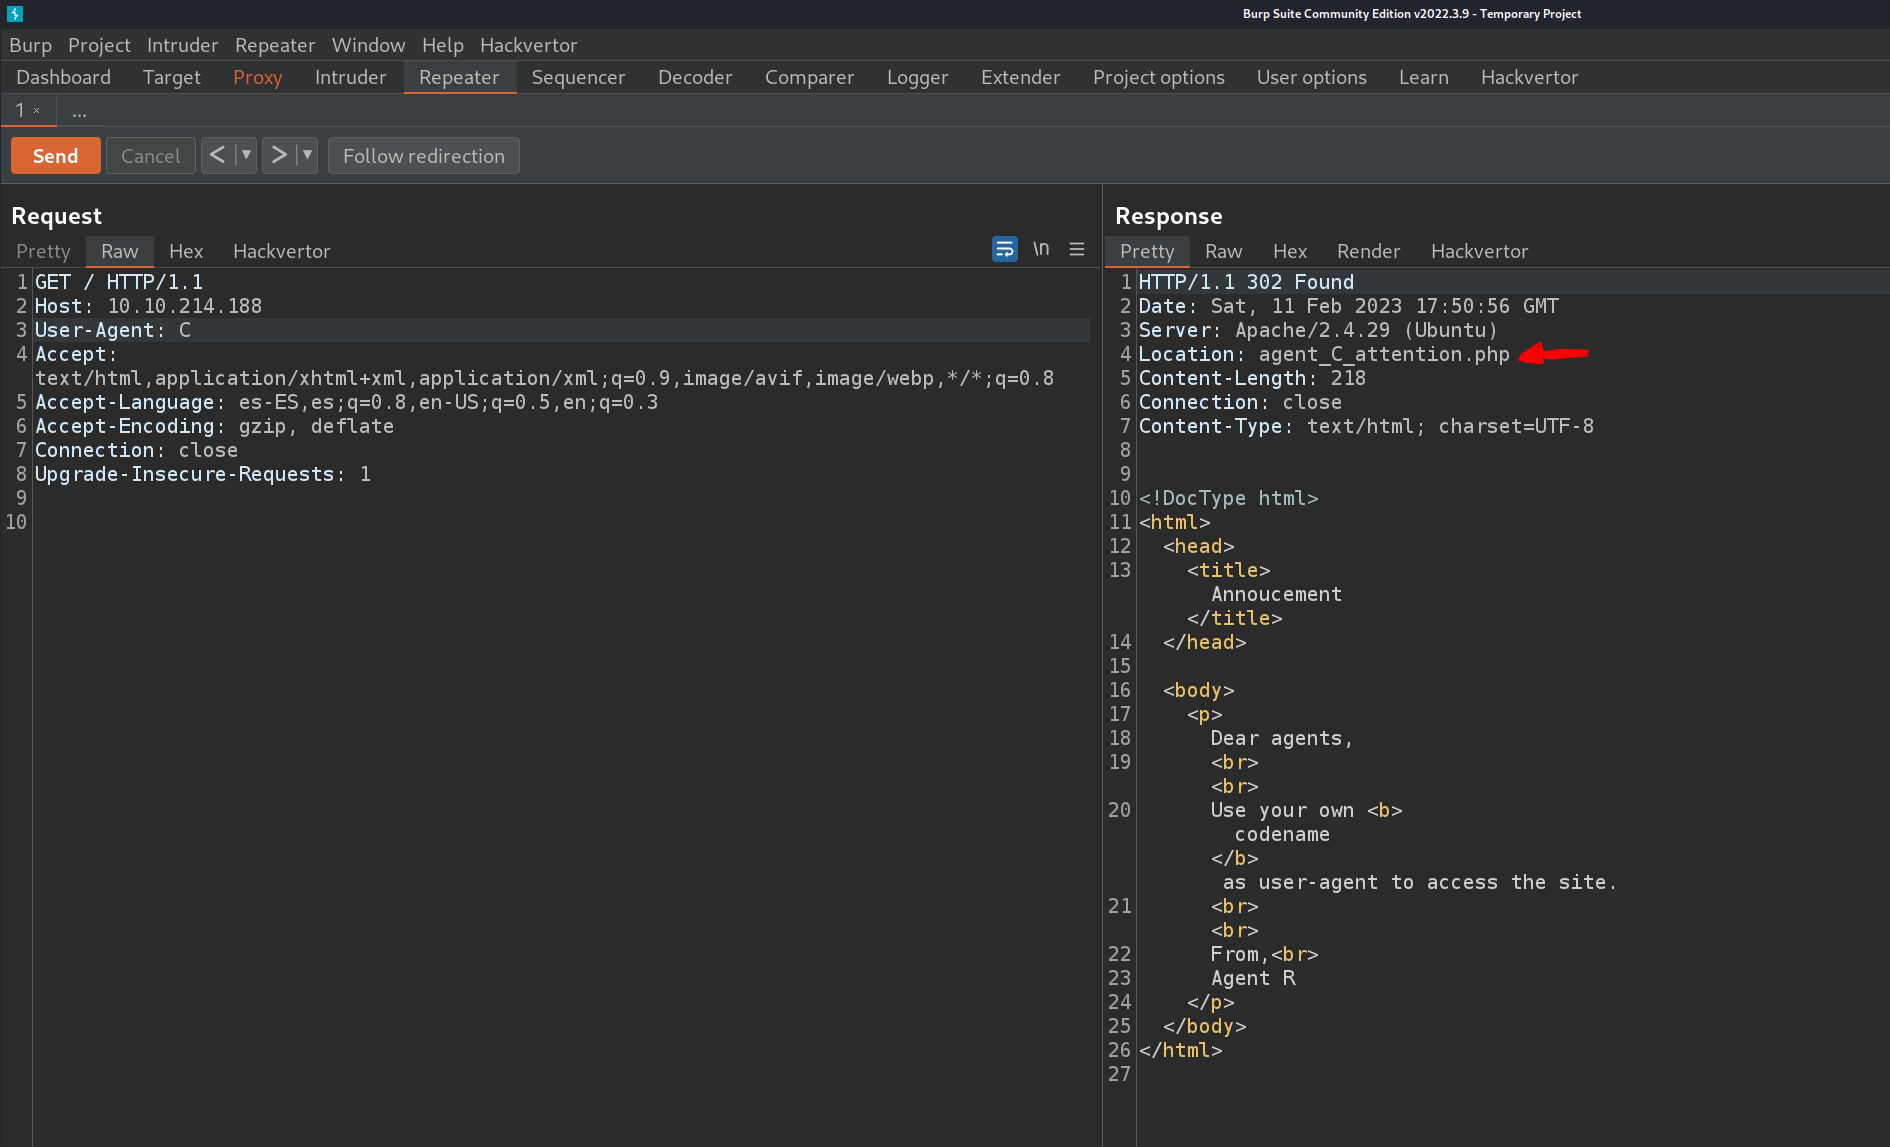 Burp Suite Community Edition v2022.3.9 - Temporary Project
Burp Project Intruder Repeater Window Help Hackvertor
Dashboard Target Proxy Intruder Repeater Sequencer Decoder Comparer Logger Extender Project options User options Learn Hackvertor
1 × ...
Send Cancel < ▼ > ▼ Follow redirection
Request
Pretty Raw Hex Hackvertor \n
1 GET / HTTP/1.1
2 Host: 10.10.214.188
3 User-Agent: C
4 Accept:
text/html,application/xhtml+xml,application/xml;q=0.9,image/avif,image/webp,*/*;q=0.8
5 Accept-Language: es-ES,es;q=0.8,en-US;q=0.5,en;q=0.3
6 Accept-Encoding: gzip, deflate
7 Connection: close
8 Upgrade-Insecure-Requests: 1
9
10
Response
Pretty Raw Hex Render Hackvertor
1 HTTP/1.1 302 Found
2 Date: Sat, 11 Feb 2023 17:50:56 GMT
3 Server: Apache/2.4.29 (Ubuntu)
4 Location: agent_C_attention.php
5 Content-Length: 218
6 Connection: close
7 Content-Type: text/html; charset=UTF-8
8
9
10 <!DocType html>
11 <html>
12 <head>
13 <title>
Annoucement
</title>
14 </head>
15
16 <body>
17 <p>
18 Dear agents,
19 <br>
<br>
20 Use your own <b>
codename
</b>
as user-agent to access the site.
21 <br>
<br>
22 From,<br>
23 Agent R
24 </p>
25 </body>
26 </html>
27